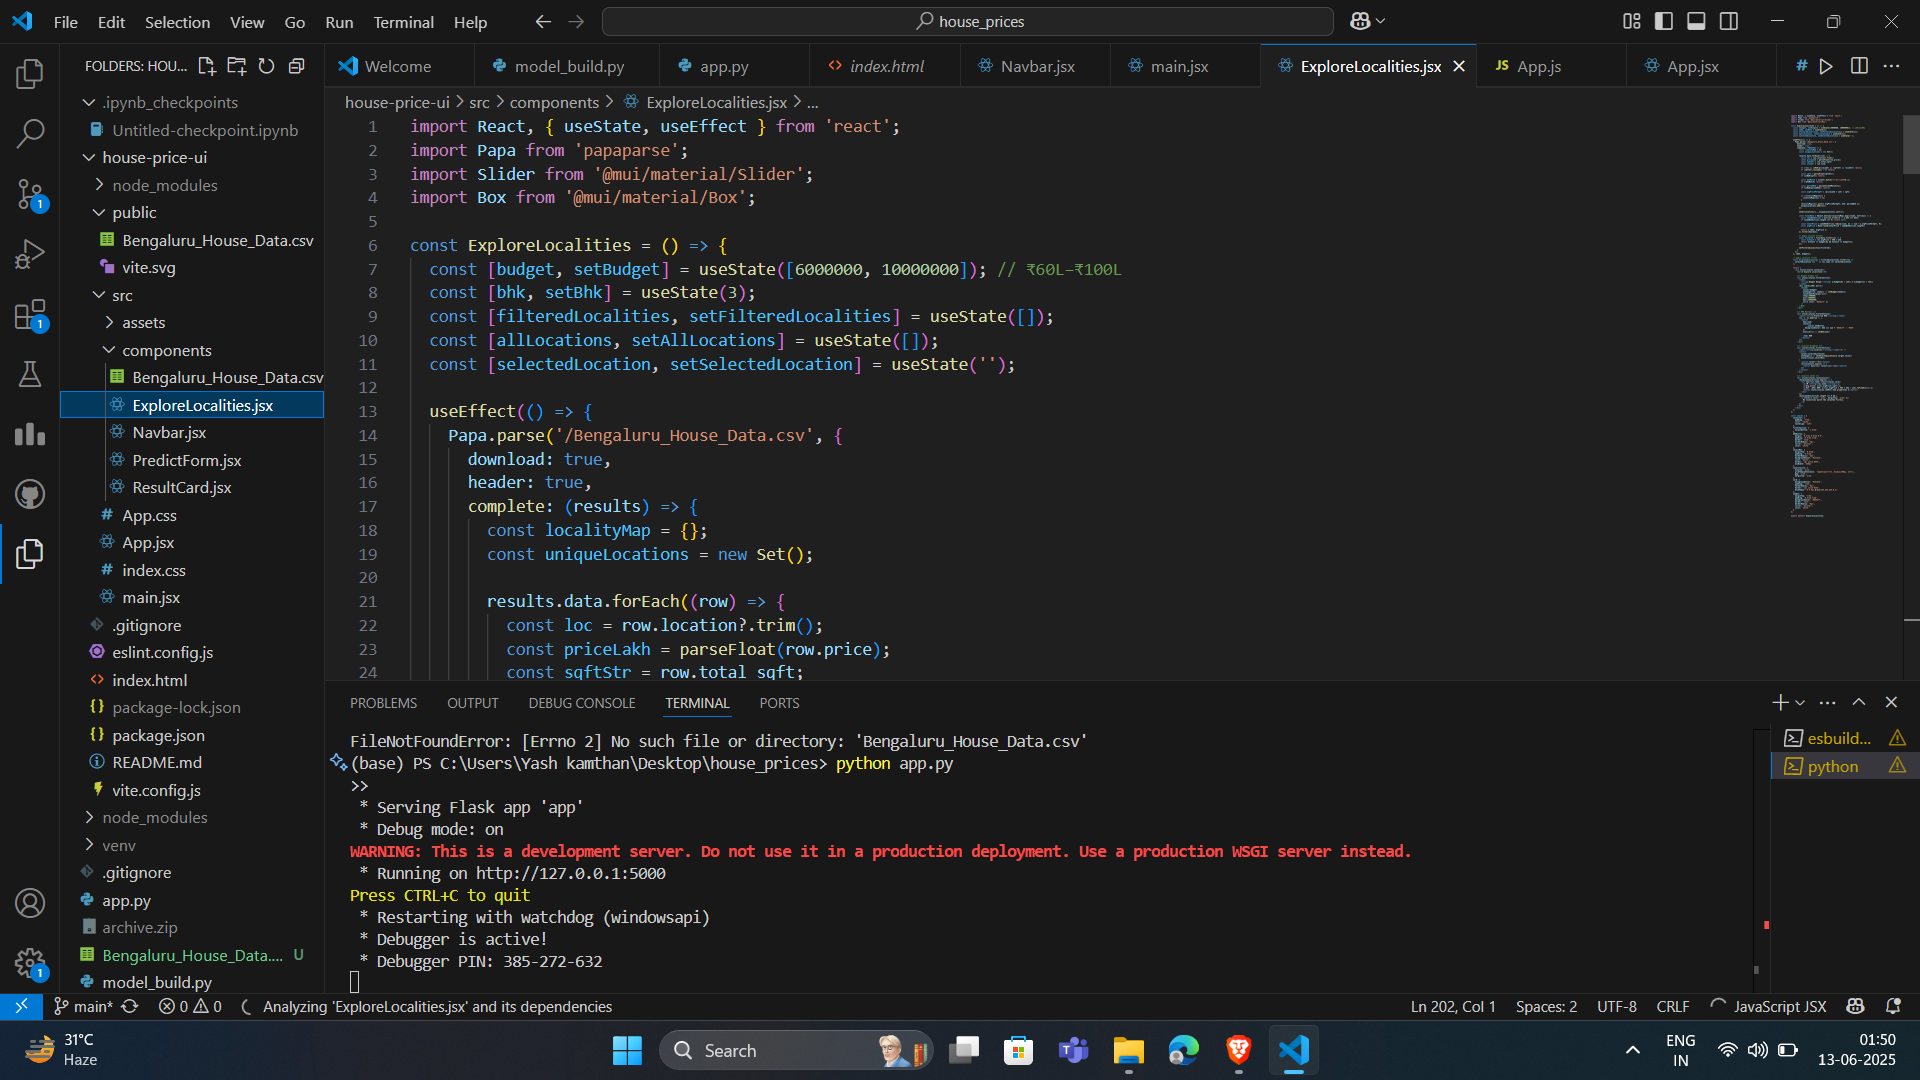 File Edit Selection View Go Run Terminal Help
house_prices
FOLDERS: HOU...
Welcome
model_build.py
app.py
index.html
Navbar.jsx
main.jsx
ExploreLocalities.jsx
App.js
App.jsx
house-price-ui > src > components > ExploreLocalities.jsx > ...
.ipynb_checkpoints
Untitled-checkpoint.ipynb
house-price-ui
node_modules
public
Bengaluru_House_Data.csv
vite.svg
src
assets
components
Bengaluru_House_Data.csv
ExploreLocalities.jsx
Navbar.jsx
PredictForm.jsx
ResultCard.jsx
App.css
App.jsx
index.css
main.jsx
.gitignore
eslint.config.js
index.html
package-lock.json
package.json
README.md
vite.config.js
node_modules
venv
.gitignore
app.py
archive.zip
Bengaluru_House_Data.... U
model_build.py
1 import React, { useState, useEffect } from 'react';
2 import Papa from 'papaparse';
3 import Slider from '@mui/material/Slider';
4 import Box from '@mui/material/Box';
5
6 const ExploreLocalities = () => {
7 const [budget, setBudget] = useState([6000000, 10000000]); // ₹60L–₹100L
8 const [bhk, setBhk] = useState(3);
9 const [filteredLocalities, setFilteredLocalities] = useState([]);
10 const [allLocations, setAllLocations] = useState([]);
11 const [selectedLocation, setSelectedLocation] = useState('');
12
13 useEffect(() => {
14 Papa.parse('/Bengaluru_House_Data.csv', {
15 download: true,
16 header: true,
17 complete: (results) => {
18 const localityMap = {};
19 const uniqueLocations = new Set();
20
21 results.data.forEach((row) => {
22 const loc = row.location?.trim();
23 const priceLakh = parseFloat(row.price);
24 const sqftStr = row.total_sqft;
PROBLEMS OUTPUT DEBUG CONSOLE TERMINAL PORTS
FileNotFoundError: [Errno 2] No such file or directory: 'Bengaluru_House_Data.csv'
(base) PS C:\Users\Yash kamthan\Desktop\house_prices> python app.py
>>
* Serving Flask app 'app'
* Debug mode: on
WARNING: This is a development server. Do not use it in a production deployment. Use a production WSGI server instead.
* Running on http://127.0.0.1:5000
Press CTRL+C to quit
* Restarting with watchdog (windowsapi)
* Debugger is active!
* Debugger PIN: 385-272-632
esbuild...
python
main* 0 0 Analyzing 'ExploreLocalities.jsx' and its dependencies
Ln 202, Col 1 Spaces: 2 UTF-8 CRLF JavaScript JSX
31°C
Haze
Search
ENG
IN
01:50
13-06-2025